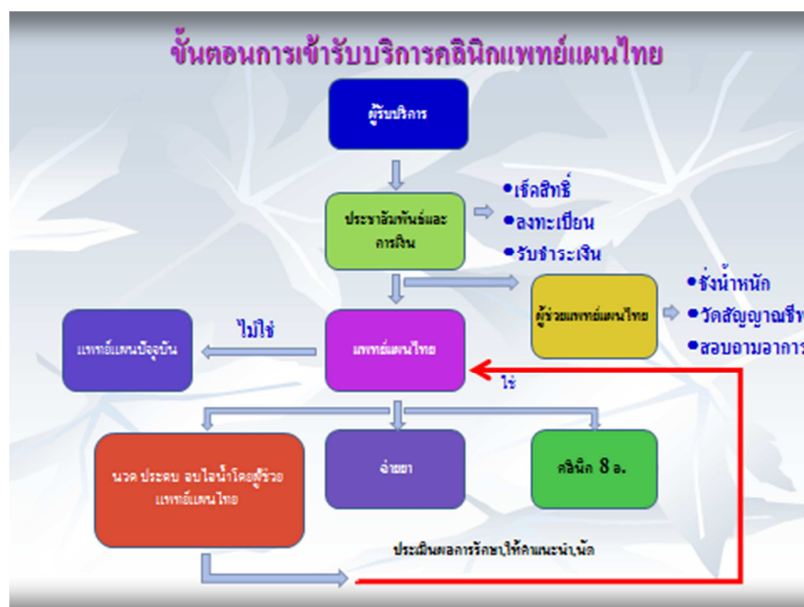 ขั้นตอนการเข้ารับบริการคลินิกแพทย์แผนไทย
ผู้รับบริการ
ประชาสัมพันธ์และ
การเงิน
•เช็คสิทธิ์
•ลงทะเบียน
•รับชำระเงิน
ผู้ช่วยแพทย์แผนไทย
•ชั่งน้ำหนัก
•วัดสัญญาณชีพ
•สอบถามอาการ
แพทย์แผนปัจจุบัน
ไม่ใช่
แพทย์แผนไทย
ใช่
นวด ประคบ อบไอน้ำโดยผู้ช่วย
แพทย์แผนไทย
จ่ายยา
คลินิค 8 อ.
ประเมินผลการรักษา,ให้คำแนะนำ,นัด